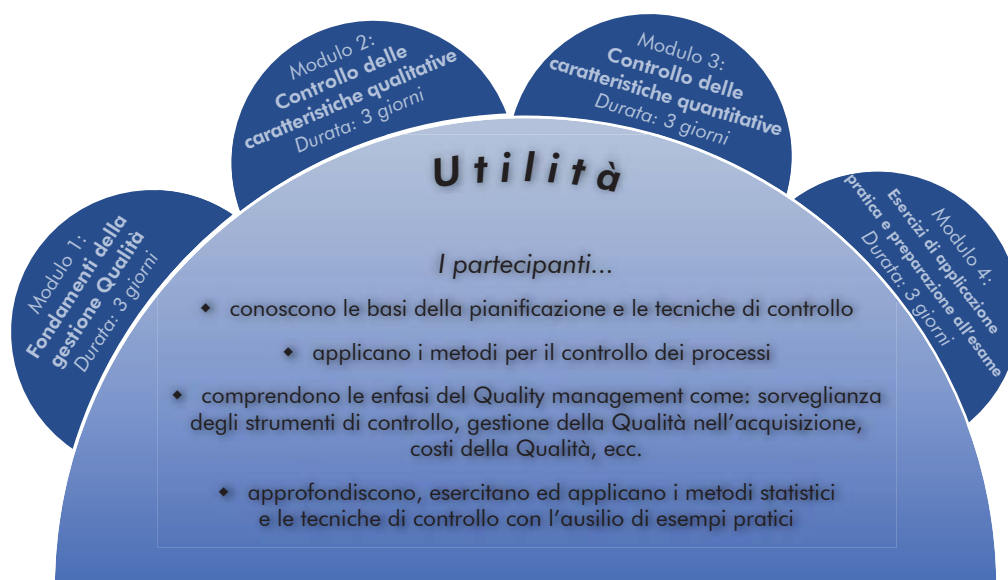 Modulo 1:
Fondamenti della
gestione Qualità
Durata: 3 giorni
Modulo 2:
Controllo delle
caratteristiche qualitative
Durata: 3 giorni
Modulo 3:
Controllo delle
caratteristiche quantitative
Durata: 3 giorni
Modulo 4:
Esercizi di applicazione
pratica e preparazione all'esame
Durata: 3 giorni
Utilità
I partecipanti...
◆ conoscono le basi della pianificazione e le tecniche di controllo
◆ applicano i metodi per il controllo dei processi
◆ comprendono le enfasi del Quality management come: sorveglianza
degli strumenti di controllo, gestione della Qualità nell'acquisizione,
costi della Qualità, ecc.
◆ approfondiscono, esercitano ed applicano i metodi statistici
e le tecniche di controllo con l'ausilio di esempi pratici